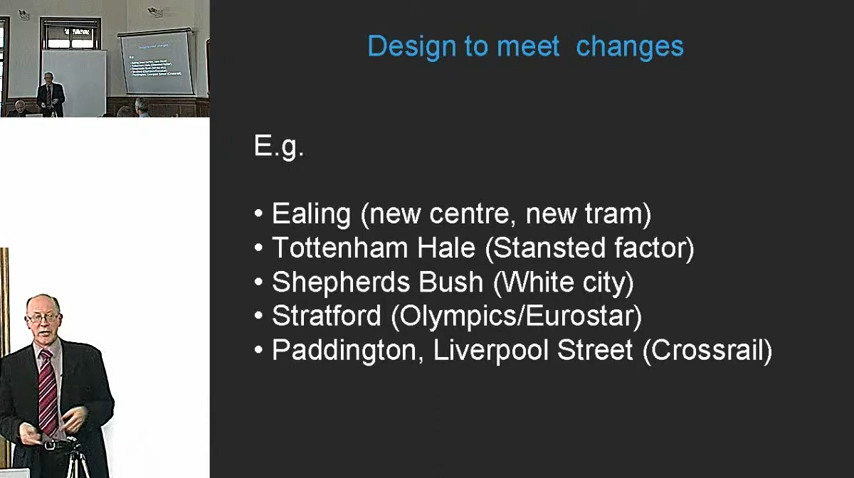 Design to meet changes
E.g.
• Ealing (new centre, new tram)
• Tottenham Hale (Stansted factor)
• Shepherds Bush (White city)
• Stratford (Olympics/Eurostar)
• Paddington, Liverpool Street (Crossrail)